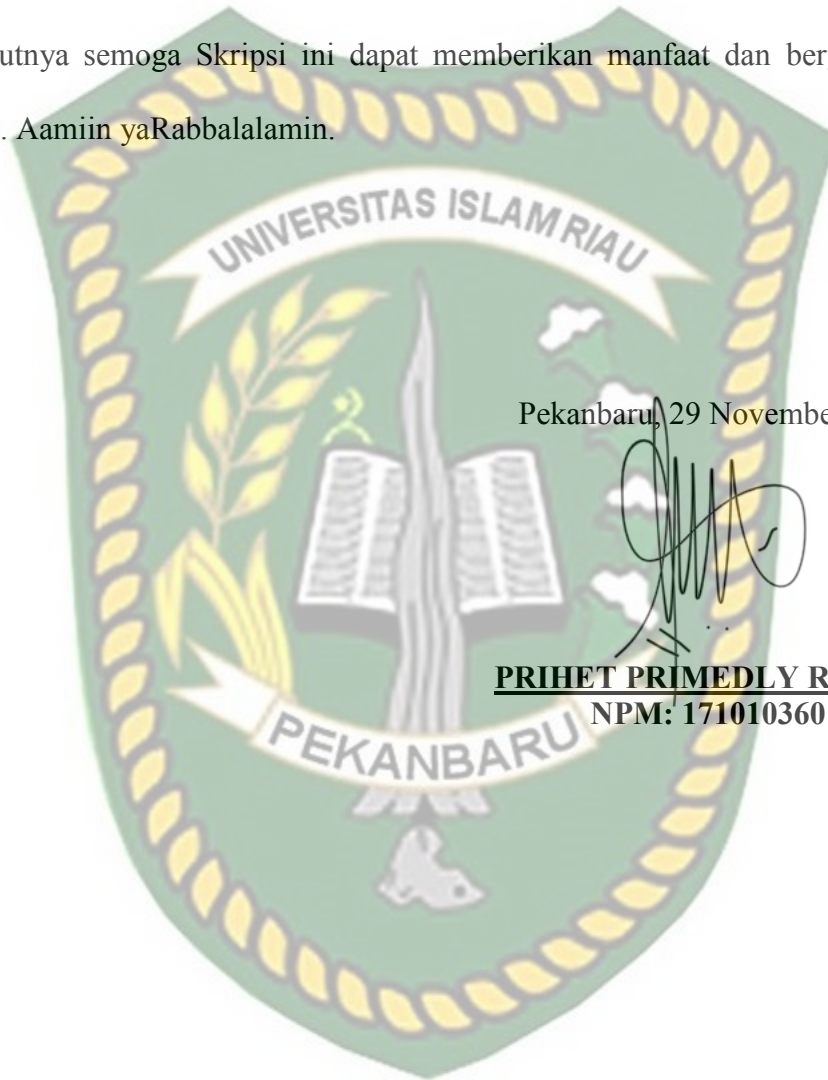 utnya semoga Skripsi ini dapat memberikan manfaat dan ber
. Aamiin yaRabbalalamin.
UNIVERSITAS ISLAM RIAU
Pekanbaru, 29 Novembe
PRIHET PRIMEDLY R
NPM: 171010360
PEKANBARU